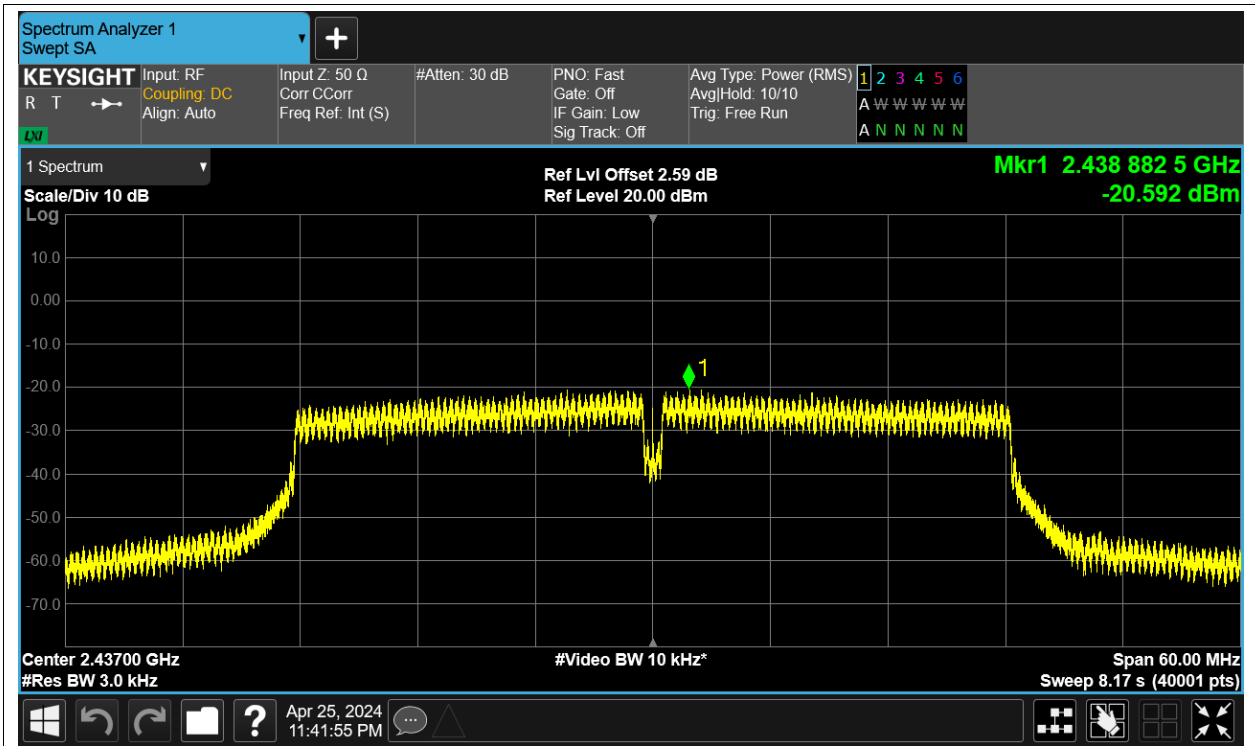 Spectrum Analyzer 1
Swept SA
KEYSIGHT
R T
LXI
Input: RF
Coupling: DC
Align: Auto
Input Z: 50 Ω
Corr CCorr
Freq Ref: Int (S)
#Atten: 30 dB
PNO: Fast
Gate: Off
IF Gain: Low
Sig Track: Off
Avg Type: Power (RMS)
Avg|Hold: 10/10
Trig: Free Run
1 2 3 4 5 6
A W W W W W
A N N N N N
1 Spectrum
Scale/Div 10 dB
Log
Ref Lvl Offset 2.59 dB
Ref Level 20.00 dBm
Mkr1 2.438 882 5 GHz
-20.592 dBm
10.0
0.00
-10.0
-20.0
-30.0
-40.0
-50.0
-60.0
-70.0
1
Center 2.43700 GHz
#Res BW 3.0 kHz
#Video BW 10 kHz*
Span 60.00 MHz
Sweep 8.17 s (40001 pts)
?
Apr 25, 2024
11:41:55 PM